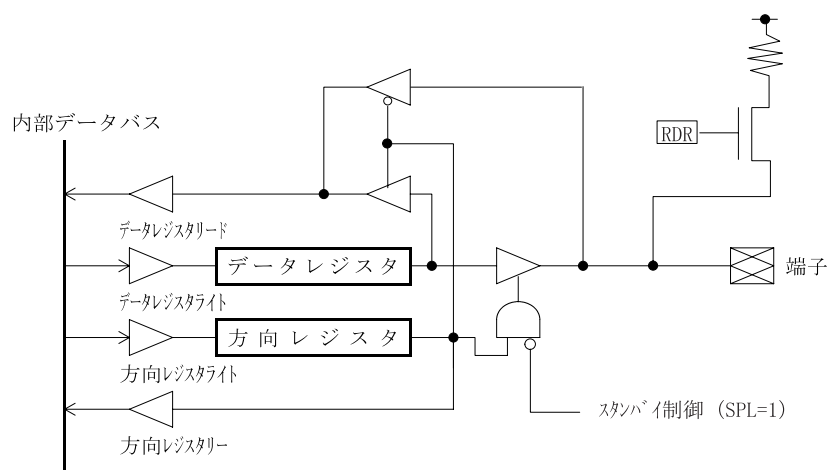 内部データバス
RDR
データレジスタリード
データレジスタ
端子
データレジスタライト
方向レジスタ
方向レジスタライト
スタンバイ制御 (SPL=1)
方向レジスタリー